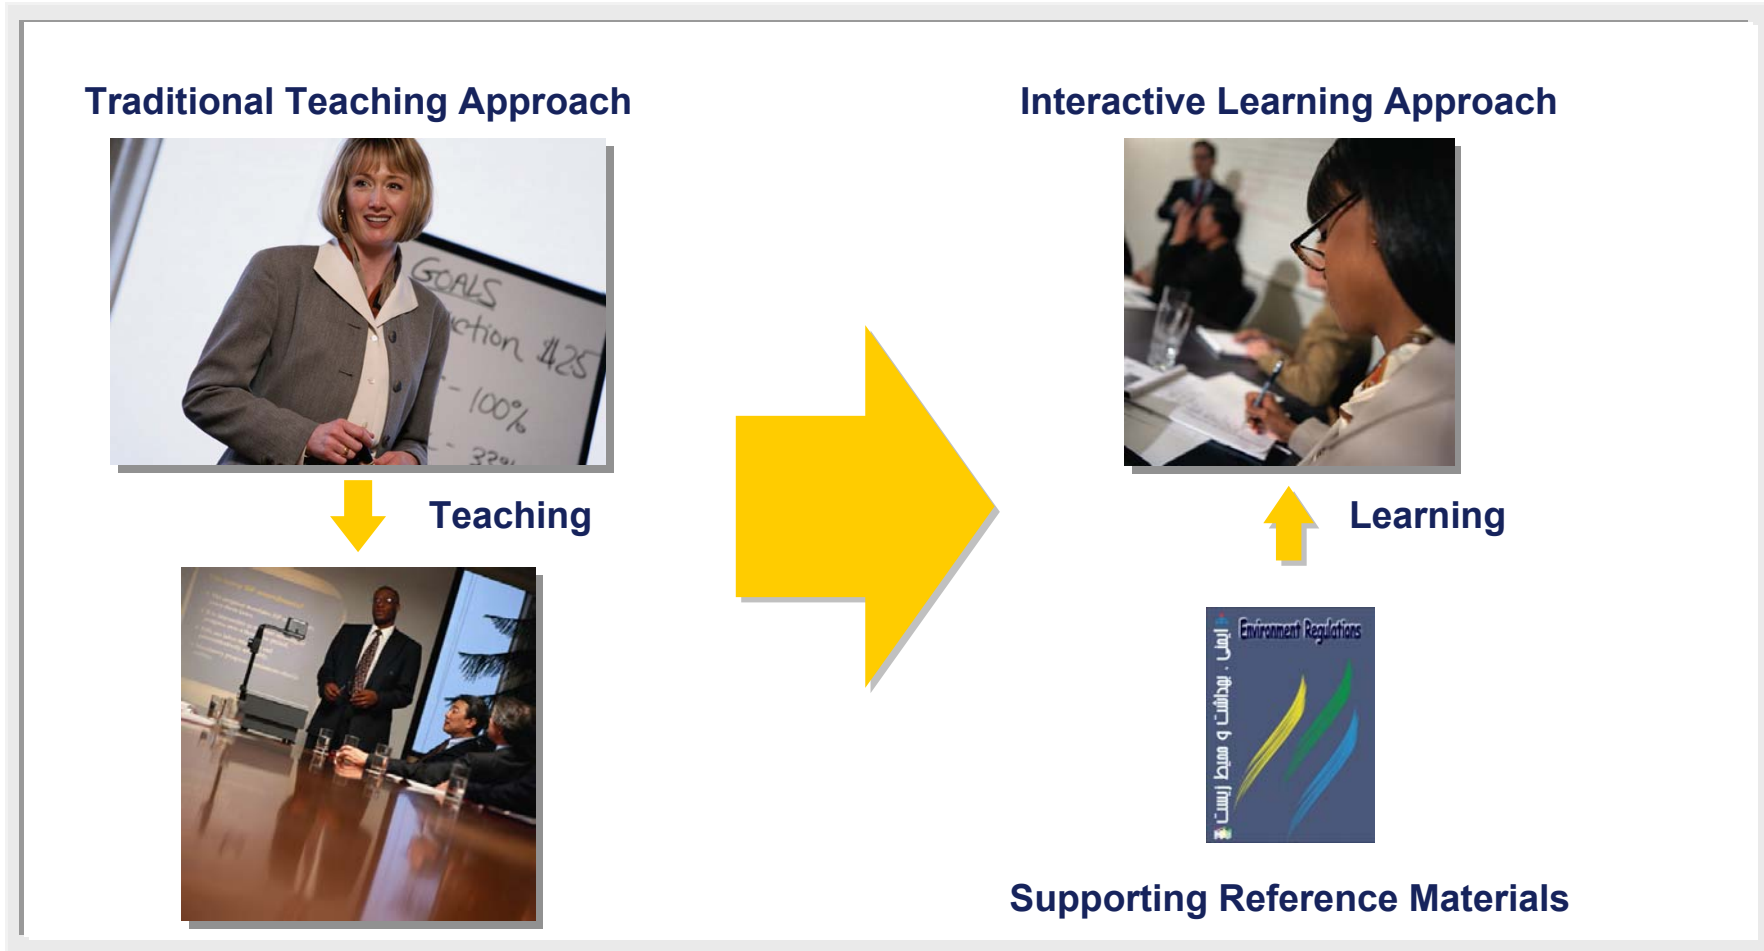 Traditional Teaching Approach
Interactive Learning Approach
GOALS
ction $25
- 100%
- 33%
Teaching
Learning
Environment Regulations
ایمنی . بهداشت و محیط زیست
Supporting Reference Materials